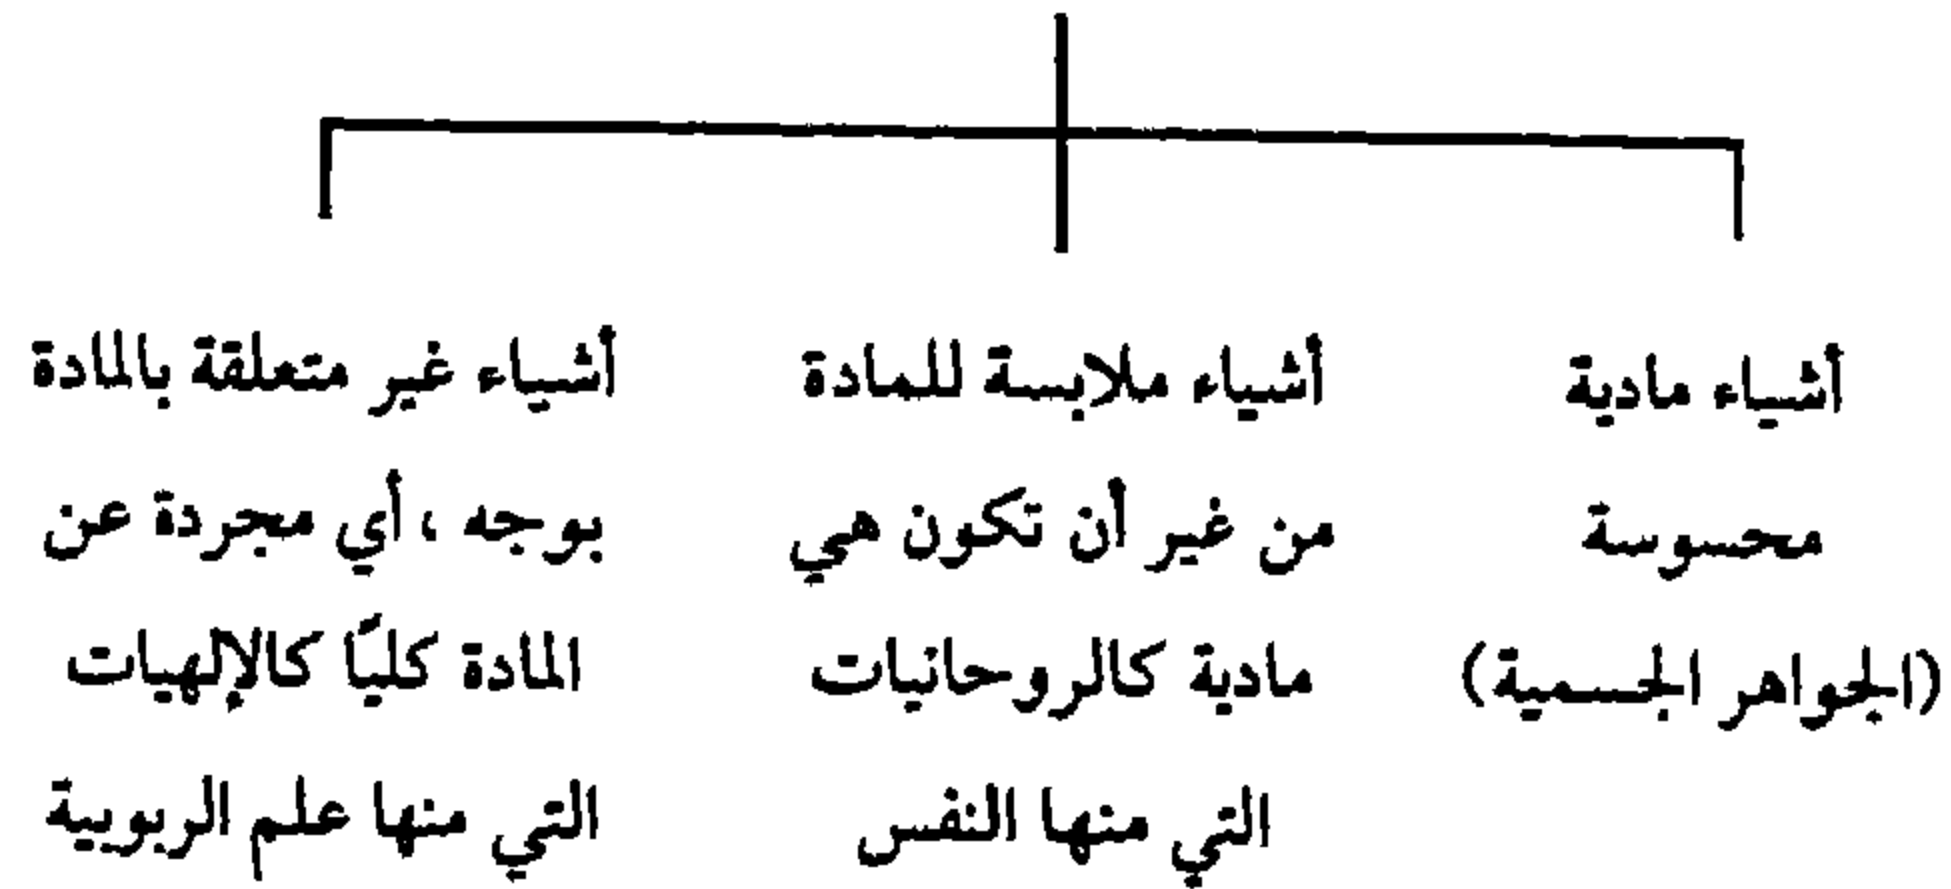 أشياء مادية
محسوسة
(الجواهر الجسمية)
أشياء ملابسة للمادة
من غير أن تكون هي
مادية كالروحانيات
التي منها النفس
أشياء غير متعلقة بالمادة
بوجه ، أي مجردة عن
المادة كليًا كالإلهيات
التي منها علم الربوبية